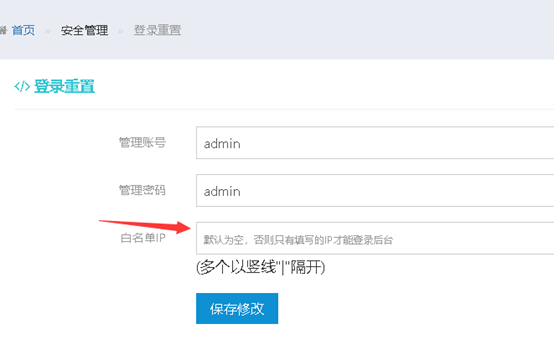 首页 » 安全管理 » 登录重置
</> 登录重置
管理账号 admin
管理密码 admin
白名单IP 默认为空，否则只有填写的IP才能登录后台
(多个以竖线"|"隔开)
保存修改